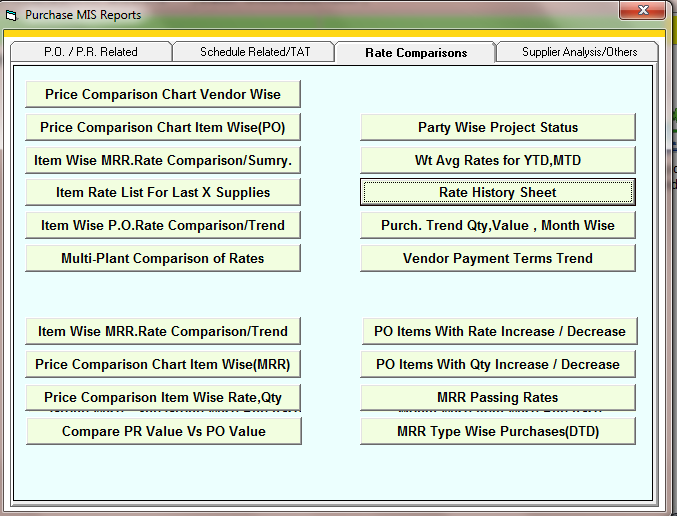 Purchase MIS Reports
P.O. / P.R. Related
Schedule Related/TAT
Rate Comparisons
Supplier Analysis/Others
Price Comparison Chart Vendor Wise
Price Comparison Chart Item Wise(PO)
Item Wise MRR.Rate Comparison/Sumry.
Item Rate List For Last X Supplies
Item Wise P.O.Rate Comparison/Trend
Multi-Plant Comparison of Rates
Item Wise MRR.Rate Comparison/Trend
Price Comparison Chart Item Wise(MRR)
Price Comparison Item Wise Rate,Qty
Compare PR Value Vs PO Value
Party Wise Project Status
Wt Avg Rates for YTD,MTD
Rate History Sheet
Purch. Trend Qty,Value , Month Wise
Vendor Payment Terms Trend
PO Items With Rate Increase / Decrease
PO Items With Qty Increase / Decrease
MRR Passing Rates
MRR Type Wise Purchases(DTD)